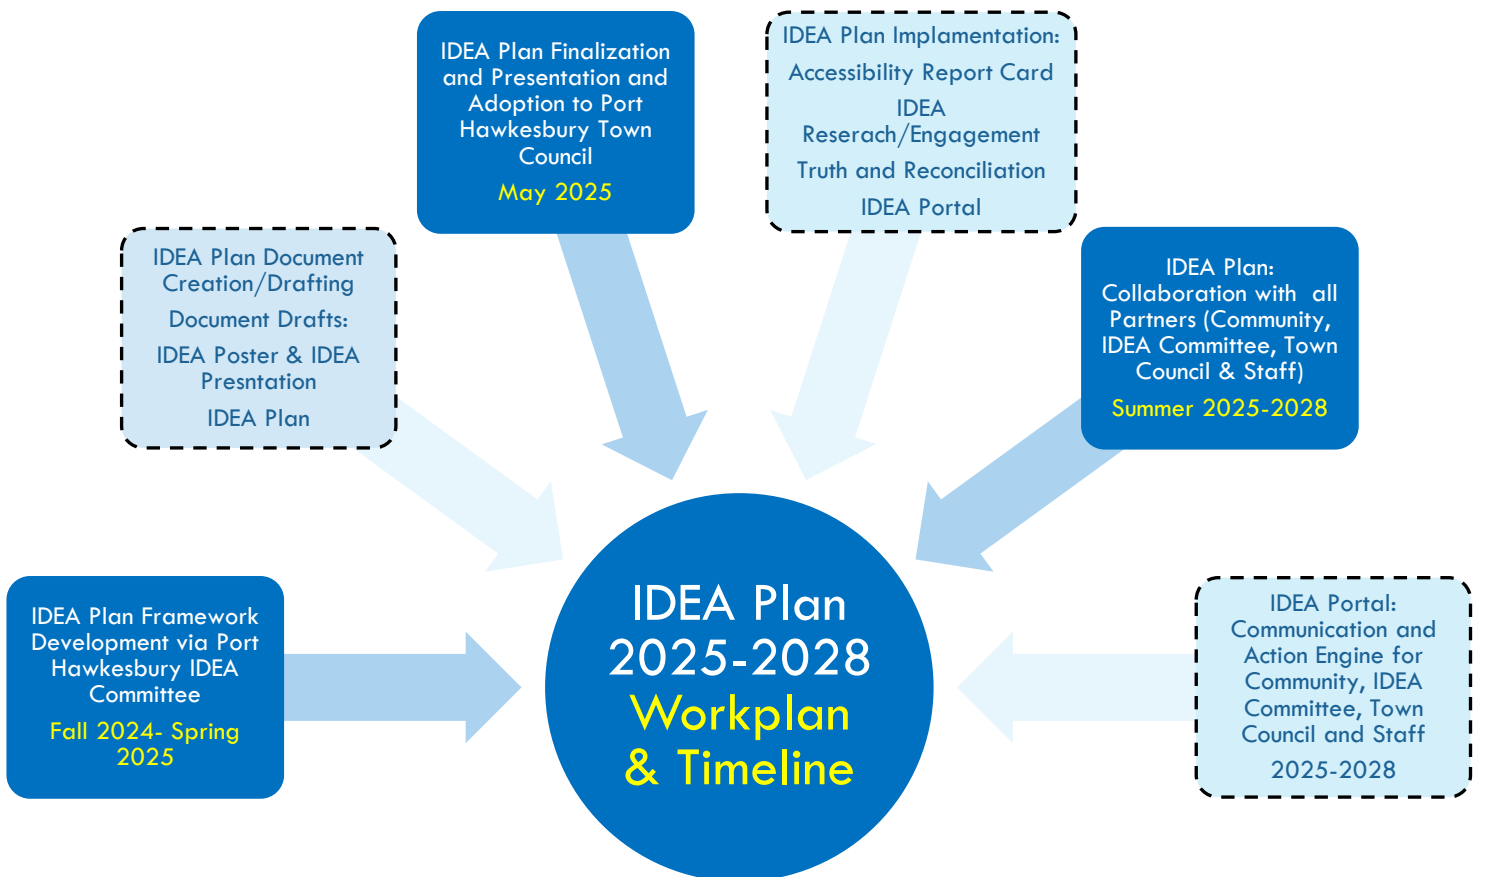 IDEA Plan Finalization
and Presentation and
Adoption to Port
Hawkesbury Town
Council
May 2025
IDEA Plan Implamentation:
Accessibility Report Card
IDEA
Reserach/Engagement
Truth and Reconciliation
IDEA Portal
IDEA Plan Document
Creation/Drafting
Document Drafts:
IDEA Poster & IDEA
Presntation
IDEA Plan
IDEA Plan:
Collaboration with  all
Partners (Community,
IDEA Committee, Town
Council & Staff)
Summer 2025-2028
IDEA Plan Framework
Development via Port
Hawkesbury IDEA
Committee
Fall 2024- Spring
2025
IDEA Plan
2025-2028
Workplan
& Timeline
IDEA Portal:
Communication and
Action Engine for
Community, IDEA
Committee, Town
Council and Staff
2025-2028